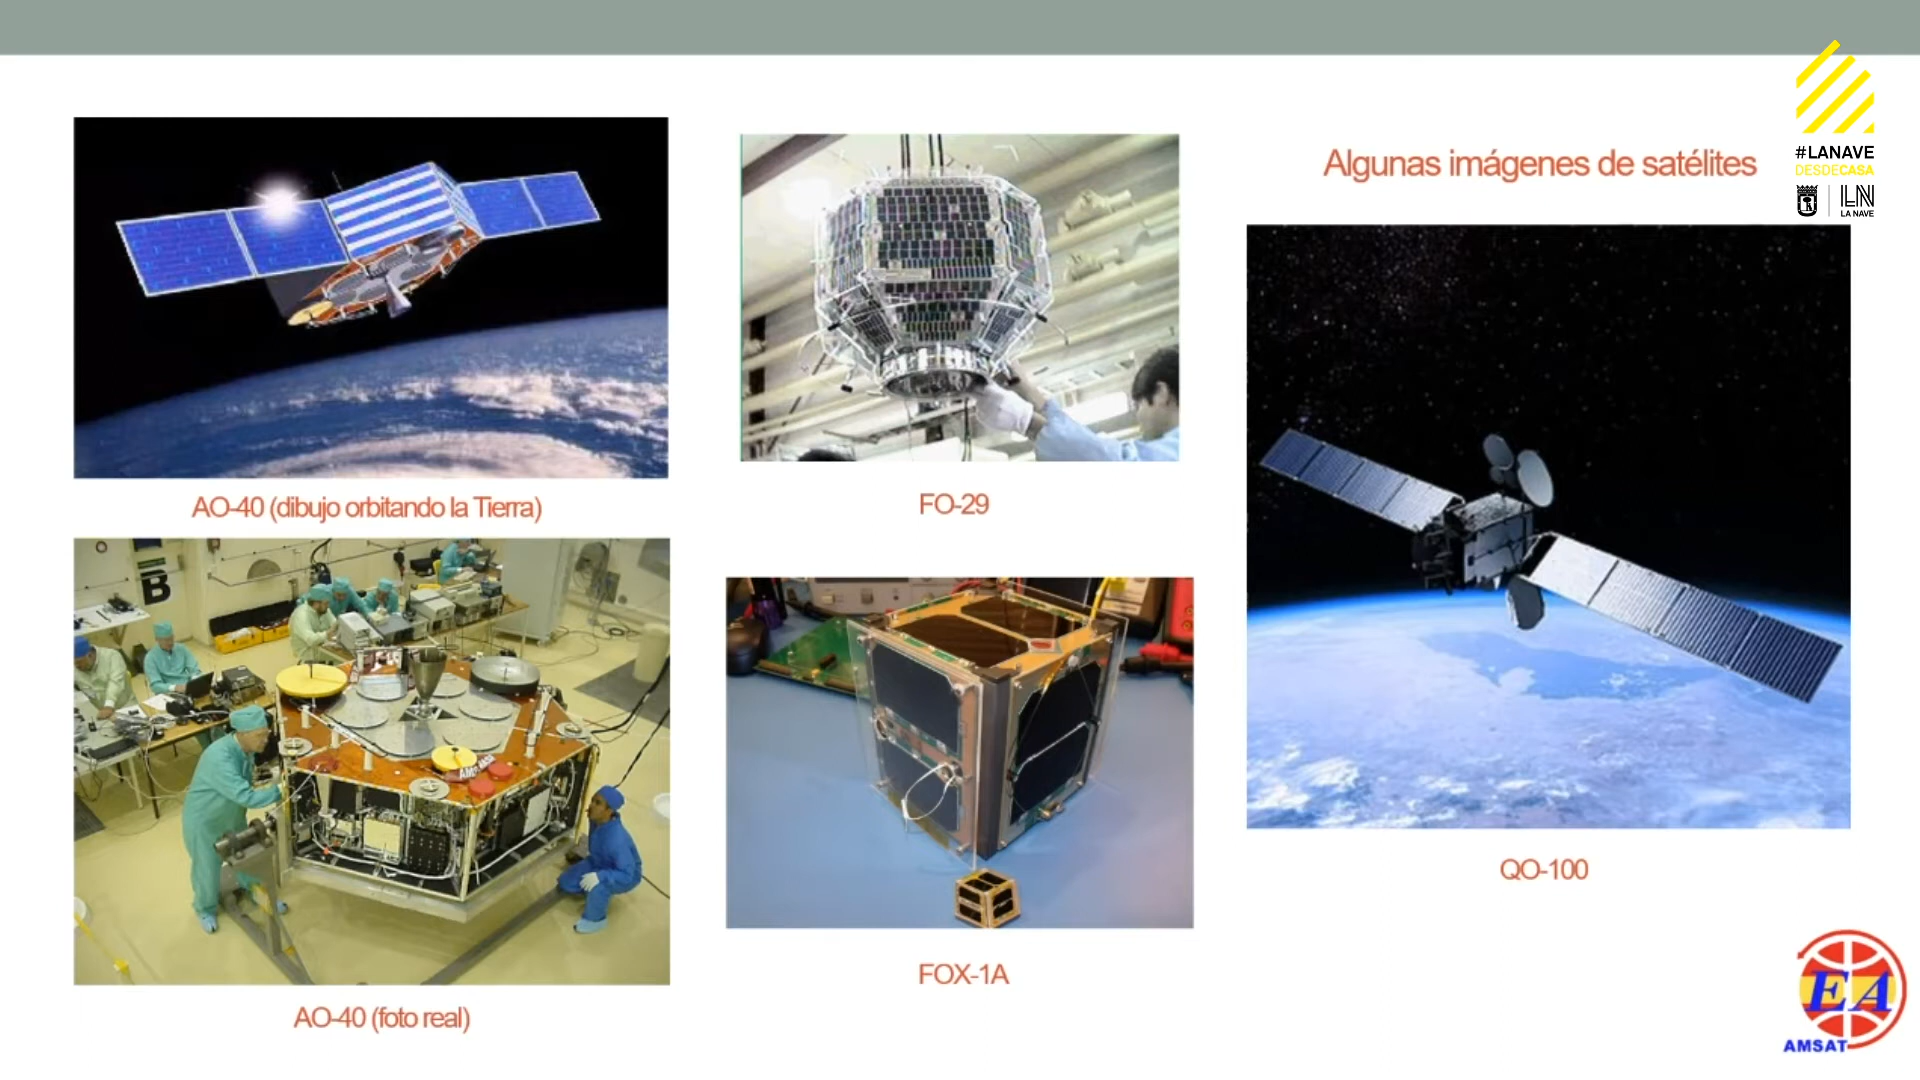 Algunas imágenes de satélites
#LANAVE
DESDECASA
LN
LA NAVE
AO-40 (dibujo orbitando la Tierra)
FO-29
B
AO-40 (foto real)
FOX-1A
QO-100
EA
AMSAT